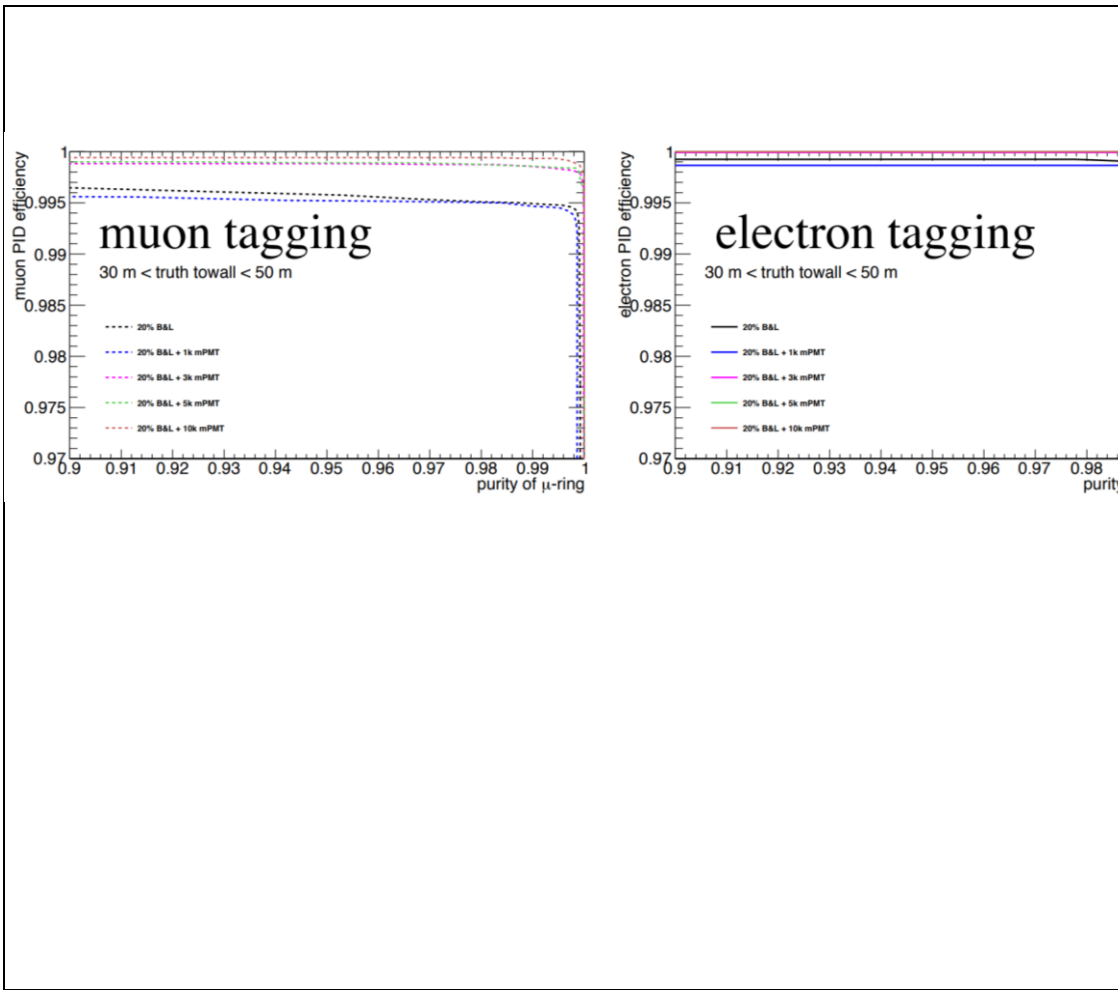 muon PID efficiency
1
0.995
0.99
0.985
0.98
0.975
0.97
muon tagging
30 m < truth towall < 50 m
20% B&L
20% B&L + 1k mPMT
20% B&L + 3k mPMT
20% B&L + 5k mPMT
20% B&L + 10k mPMT
0.9 0.91 0.92 0.93 0.94 0.95 0.96 0.97 0.98 0.99 1
purity of μ-ring
electron PID efficiency
1
0.995
0.99
0.985
0.98
0.975
0.97
electron tagging
30 m < truth towall < 50 m
20% B&L
20% B&L + 1k mPMT
20% B&L + 3k mPMT
20% B&L + 5k mPMT
20% B&L + 10k mPMT
0.9 0.91 0.92 0.93 0.94 0.95 0.96 0.97 0.98
purity